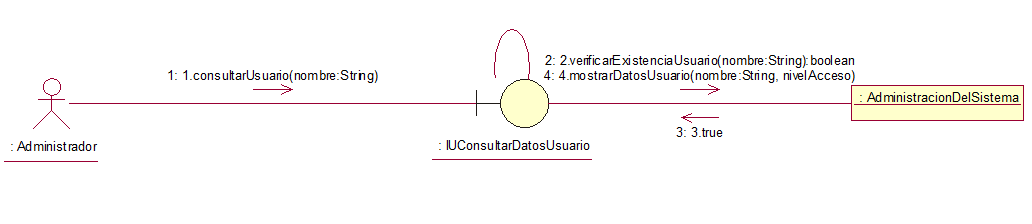 2: 2.verificarExistenciaUsuario(nombre:String):boolean
1: 1.consultarUsuario(nombre:String)
4: 4.mostrarDatosUsuario(nombre:String, nivelAcceso)
: AdministracionDelSistema
3: 3.true
: Administrador
: IUConsultarDatosUsuario